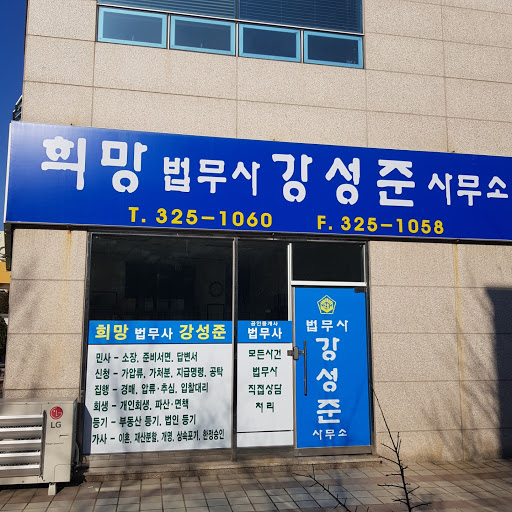 희망 법무사 강성준 사무소
T. 325-1060 F. 325-1058
희망 법무사 강성준
민사 - 소장, 준비서면, 답변서
신청 - 가압류, 가처분, 지급명령, 공탁
집행 - 경매, 압류·추심, 입찰대리
회생 - 개인회생, 파산·면책
등기 - 부동산 등기, 법인 등기
가사 - 이혼, 재산분할, 개명, 상속포기, 한정승인
공인중개사
법무사
모든사건
법무사
직접상담
처리
법무사
강성준
사무소
LG